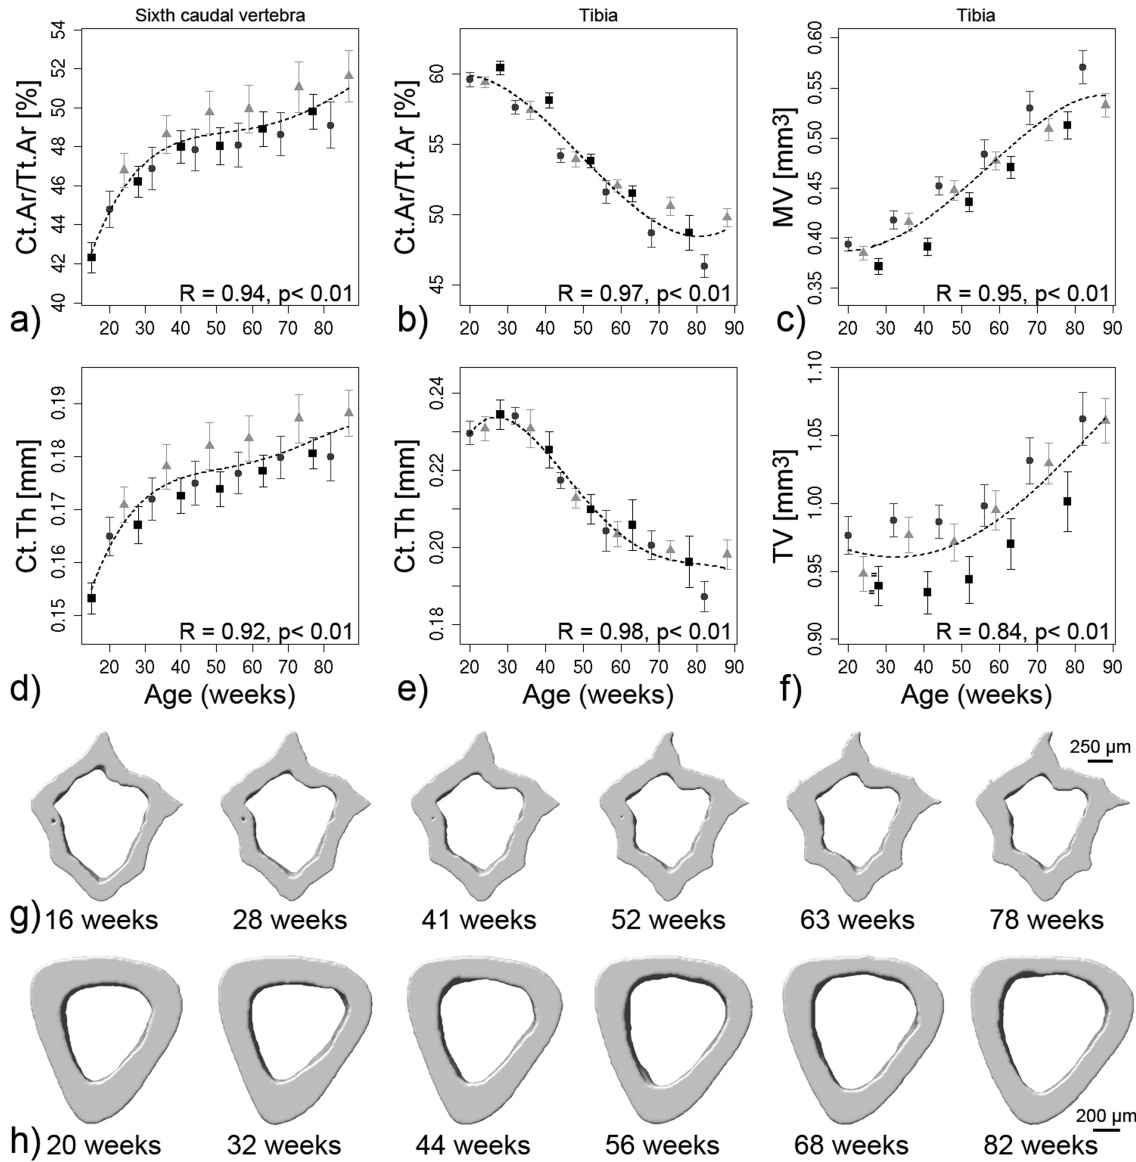 Sixth caudal vertebra
Tibia
Tibia
Ct.Ar/Tt.Ar [%]
40 42 44 46 48 50 52 54
R = 0.94, p< 0.01
20 30 40 50 60 70 80
a)
Ct.Ar/Tt.Ar [%]
45 50 55 60
R = 0.97, p< 0.01
20 30 40 50 60 70 80 90
b)
MV [mm3]
0.35 0.40 0.45 0.50 0.55 0.60
R = 0.95, p< 0.01
20 30 40 50 60 70 80 90
c)
Ct.Th [mm]
0.15 0.16 0.17 0.18 0.19
R = 0.92, p< 0.01
20 30 40 50 60 70 80
d)
Age (weeks)
Ct.Th [mm]
0.18 0.20 0.22 0.24
R = 0.98, p< 0.01
20 30 40 50 60 70 80 90
e)
Age (weeks)
TV [mm3]
0.90 0.95 1.00 1.05 1.10
R = 0.84, p< 0.01
20 30 40 50 60 70 80 90
f)
Age (weeks)
250 µm
g) 16 weeks 28 weeks 41 weeks 52 weeks 63 weeks 78 weeks
200 µm
h) 20 weeks 32 weeks 44 weeks 56 weeks 68 weeks 82 weeks